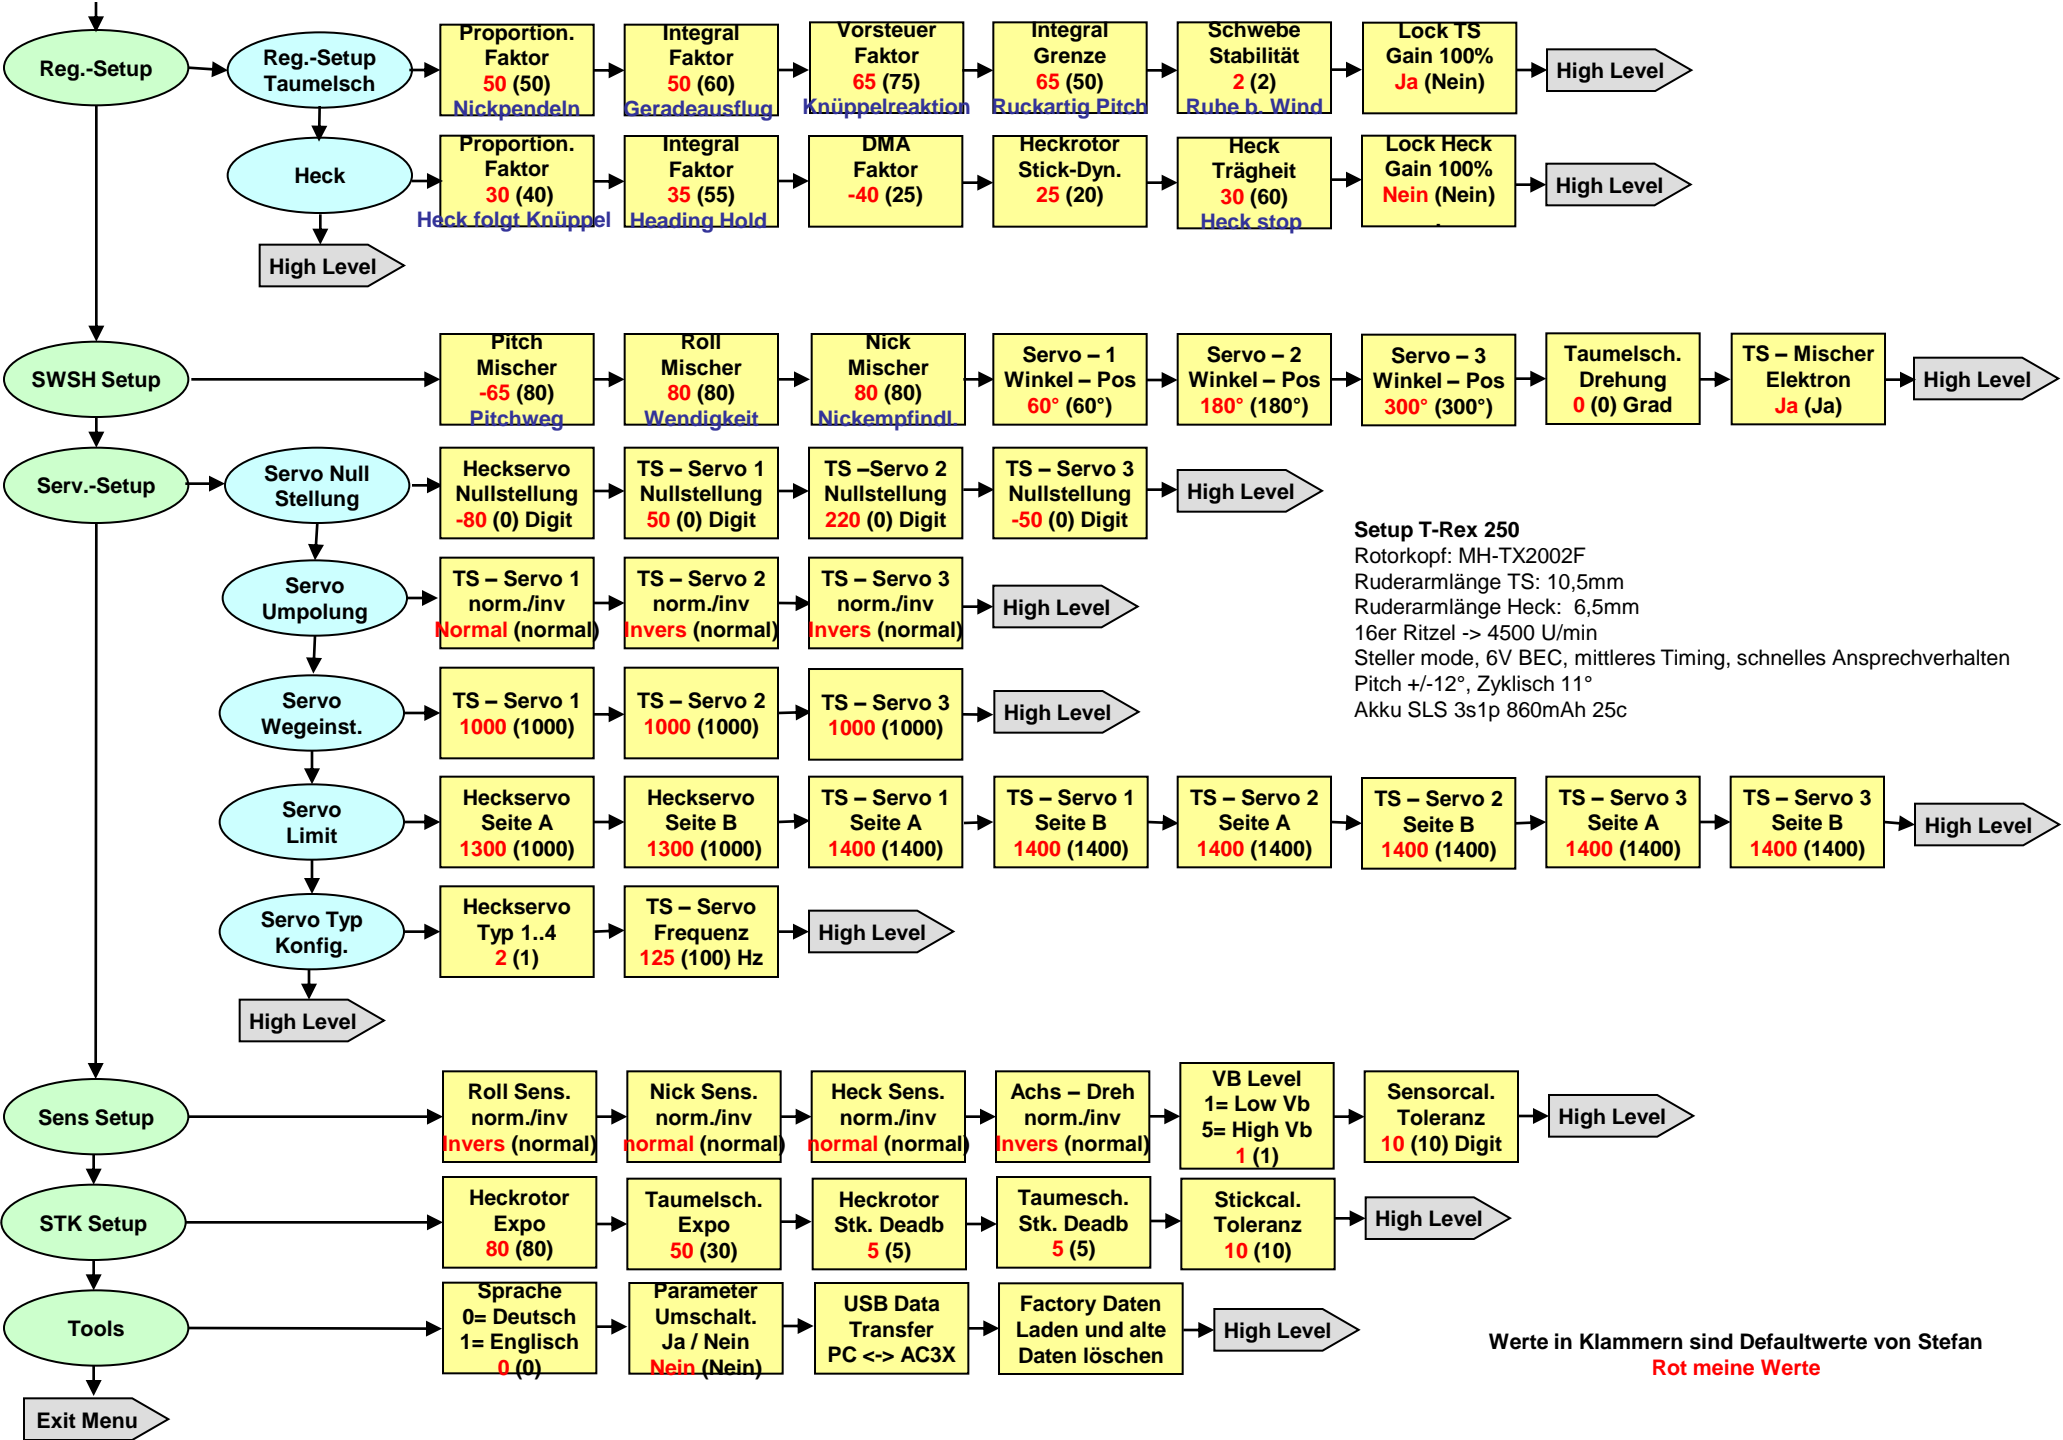 Reg.-Setup
Reg.-Setup
Taumelsch
Proportion.
Faktor
50 (50)
Nickpendeln
Integral
Faktor
50 (60)
Geradeausflug
Vorsteuer
Faktor
65 (75)
Knüppelreaktion
Integral
Grenze
65 (50)
Ruckartig Pitch
Schwebe
Stabilität
2 (2)
Ruhe b. Wind
Lock TS
Gain 100%
Ja (Nein)
High Level
Heck
Proportion.
Faktor
30 (40)
Heck folgt Knüppel
Integral
Faktor
35 (55)
Heading Hold
DMA
Faktor
-40 (25)
Heckrotor
Stick-Dyn.
25 (20)
Heck
Trägheit
30 (60)
Heck stop
Lock Heck
Gain 100%
Nein (Nein)
High Level
High Level
SWSH Setup
Pitch
Mischer
-65 (80)
Pitchweg
Roll
Mischer
80 (80)
Wendigkeit
Nick
Mischer
80 (80)
Nickempfindl.
Servo – 1
Winkel – Pos
60° (60°)
Servo – 2
Winkel – Pos
180° (180°)
Servo – 3
Winkel – Pos
300° (300°)
Taumelsch.
Drehung
0 (0) Grad
TS – Mischer
Elektron
Ja (Ja)
High Level
Serv.-Setup
Servo Null
Stellung
Heckservo
Nullstellung
-80 (0) Digit
TS – Servo 1
Nullstellung
50 (0) Digit
TS –Servo 2
Nullstellung
220 (0) Digit
TS – Servo 3
Nullstellung
-50 (0) Digit
High Level
Setup T-Rex 250
Rotorkopf: MH-TX2002F
Ruderarmlänge TS: 10,5mm
Ruderarmlänge Heck:  6,5mm
16er Ritzel -> 4500 U/min
Steller mode, 6V BEC, mittleres Timing, schnelles Ansprechverhalten
Pitch +/-12°, Zyklisch 11°
Akku SLS 3s1p 860mAh 25c
Servo
Umpolung
TS – Servo 1
norm./inv
Normal (normal)
TS – Servo 2
norm./inv
Invers (normal)
TS – Servo 3
norm./inv
Invers (normal)
High Level
Servo
Wegeinst.
TS – Servo 1
1000 (1000)
TS – Servo 2
1000 (1000)
TS – Servo 3
1000 (1000)
High Level
Servo
Limit
Heckservo
Seite A
1300 (1000)
Heckservo
Seite B
1300 (1000)
TS – Servo 1
Seite A
1400 (1400)
TS – Servo 1
Seite B
1400 (1400)
TS – Servo 2
Seite A
1400 (1400)
TS – Servo 2
Seite B
1400 (1400)
TS – Servo 3
Seite A
1400 (1400)
TS – Servo 3
Seite B
1400 (1400)
High Level
Servo Typ
Konfig.
Heckservo
Typ 1..4
2 (1)
TS – Servo
Frequenz
125 (100) Hz
High Level
High Level
Sens Setup
Roll Sens.
norm./inv
Invers (normal)
Nick Sens.
norm./inv
normal (normal)
Heck Sens.
norm./inv
normal (normal)
Achs – Dreh
norm./inv
Invers (normal)
VB Level
1= Low Vb
5= High Vb
1 (1)
Sensorcal.
Toleranz
10 (10) Digit
High Level
STK Setup
Heckrotor
Expo
80 (80)
Taumelsch.
Expo
50 (30)
Heckrotor
Stk. Deadb
5 (5)
Taumesch.
Stk. Deadb
5 (5)
Stickcal.
Toleranz
10 (10)
High Level
Tools
Sprache
0= Deutsch
1= Englisch
0 (0)
Parameter
Umschalt.
Ja / Nein
Nein (Nein)
USB Data
Transfer
PC <-> AC3X
Factory Daten
Laden und alte
Daten löschen
High Level
Werte in Klammern sind Defaultwerte von Stefan
Rot meine Werte
Exit Menu